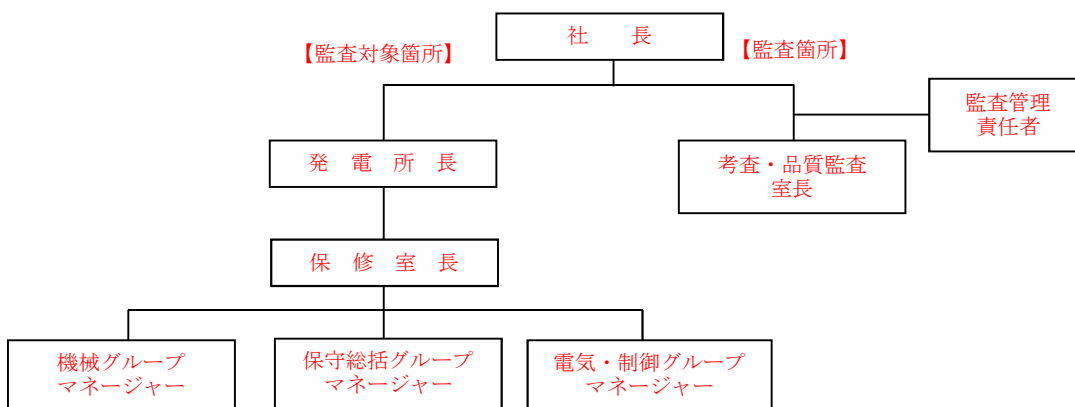 社　長
【監査対象箇所】
【監査箇所】
監査管理
責任者
発　電　所　長
考査・品質監査
室長
保　修　室　長
機械グループ
マネージャー
保守総括グループ
マネージャー
電気・制御グループ
マネージャー